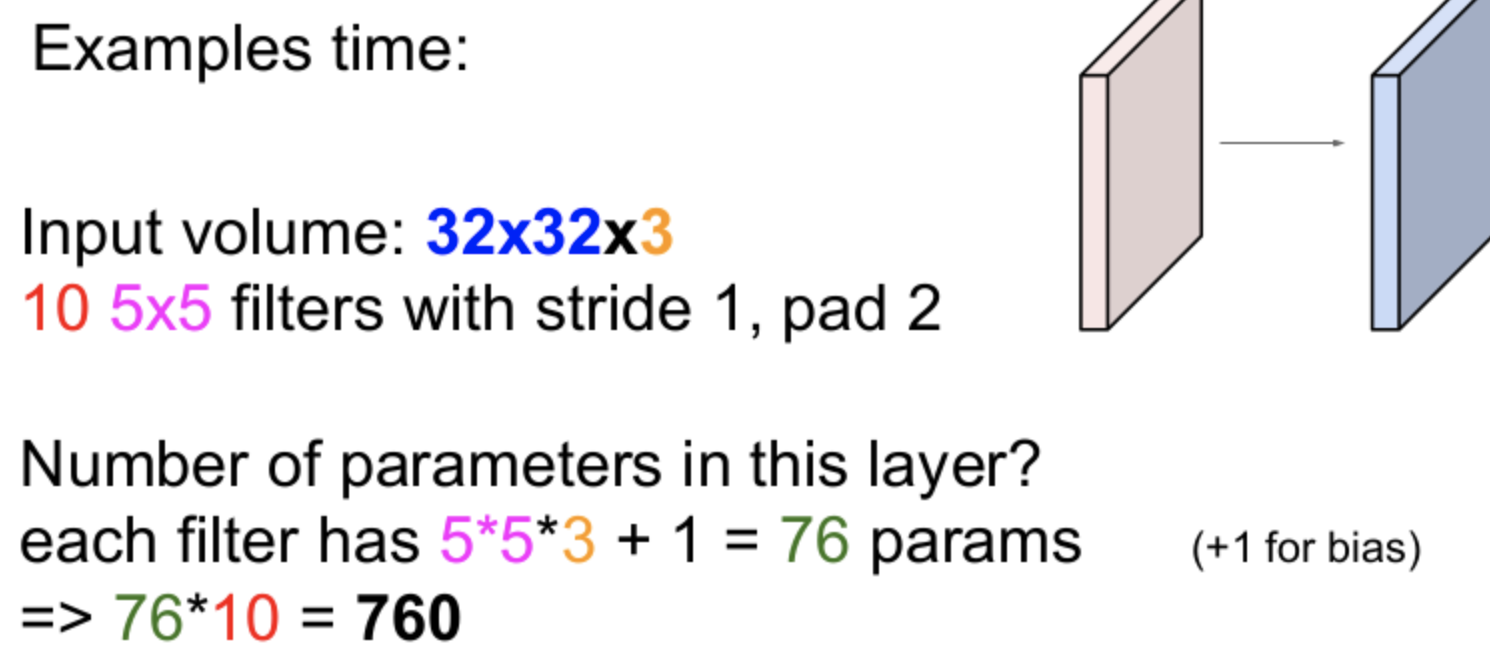 Examples time:
Input volume: 32x32x3
10 5x5 filters with stride 1, pad 2
Number of parameters in this layer?
each filter has 5*5*3 + 1 = 76 params (+1 for bias)
=> 76*10 = 760